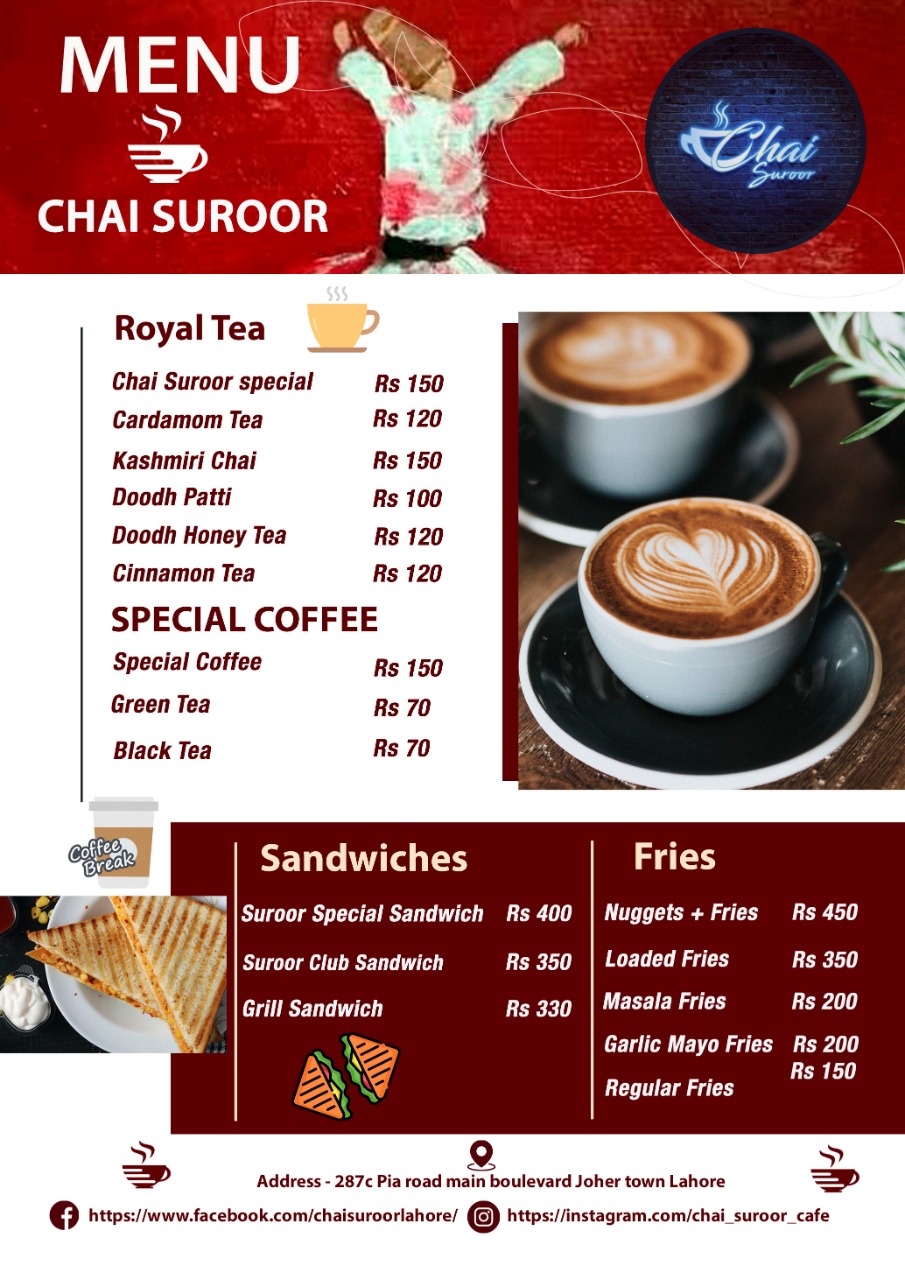 MENU
CHAI SUROOR
Chai
Suroor
Royal Tea
Chai Suroor special Rs 150
Cardamom Tea Rs 120
Kashmiri Chai Rs 150
Doodh Patti Rs 100
Doodh Honey Tea Rs 120
Cinnamon Tea Rs 120
SPECIAL COFFEE
Special Coffee Rs 150
Green Tea Rs 70
Black Tea Rs 70
Coffee
Break
Sandwiches
Suroor Special Sandwich Rs 400
Suroor Club Sandwich Rs 350
Grill Sandwich Rs 330
Fries
Nuggets + Fries Rs 450
Loaded Fries Rs 350
Masala Fries Rs 200
Garlic Mayo Fries Rs 200
Regular Fries Rs 150
Address - 287c Pia road main boulevard Joher town Lahore
https://www.facebook.com/chaisuroorlahore/ https://instagram.com/chai_suroor_cafe